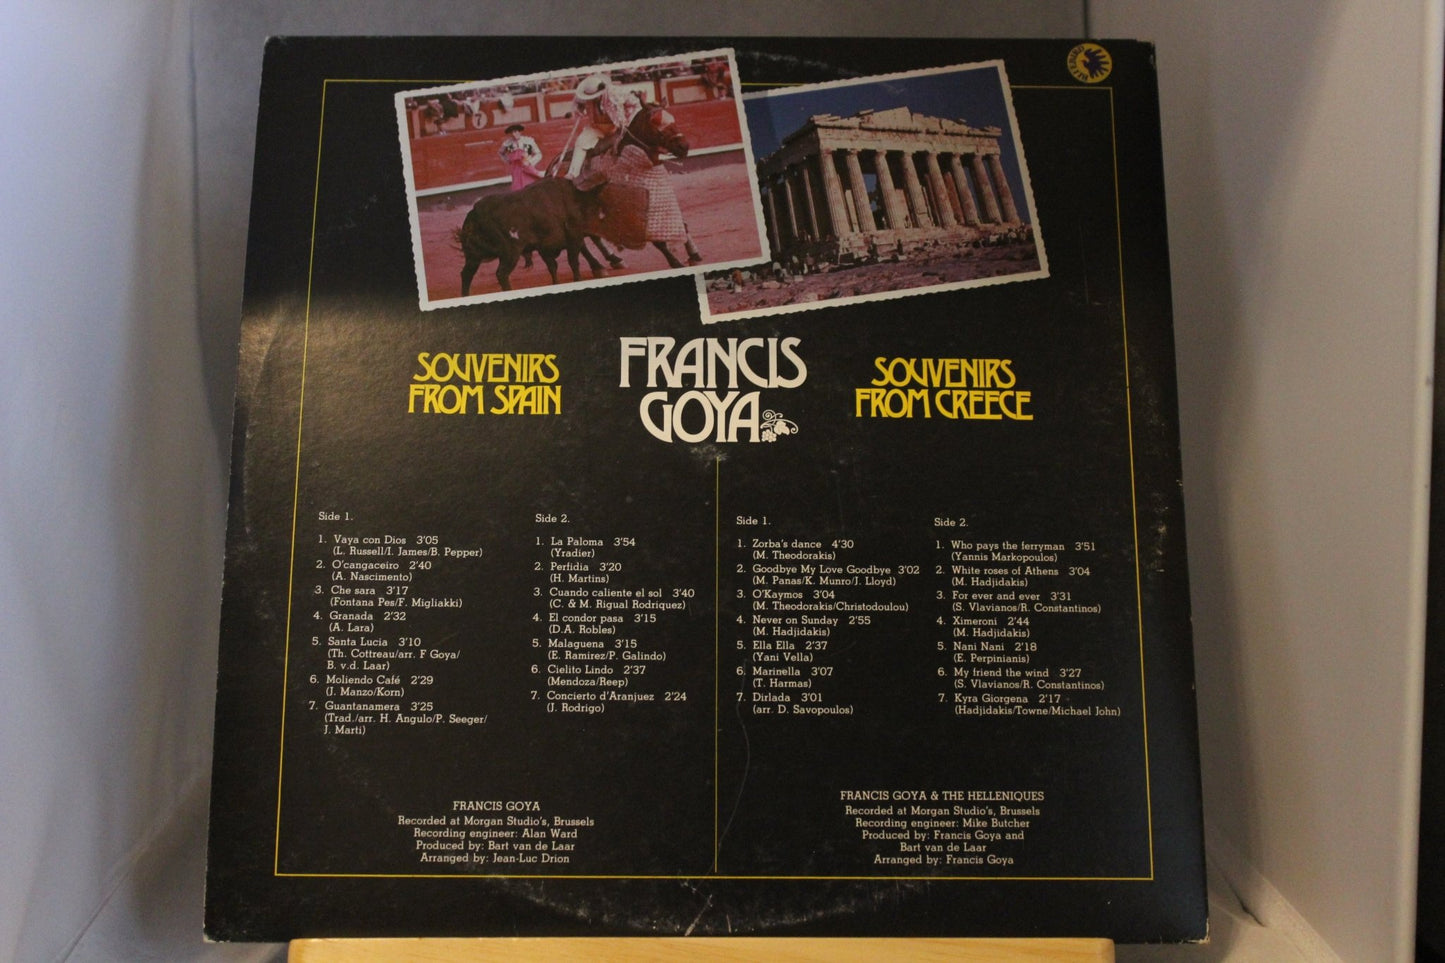 BLEEDING
7
SOUVENIRS
FROM SPAIN
FRANCIS
GOYA
SOUVENIRS
FROM GREECE
Side 1.
1. Vaya con Dios 3'05
(L. Russell/I. James/B. Pepper)
2. O'cangaceiro 2'40
(A. Nascimento)
3. Che sara 3'17
(Fontana Pes/F. Migliakki)
4. Granada 2'32
(A. Lara)
5. Santa Lucia 3'10
(Th. Cottreau/arr. F Goya/
B. v.d. Laar)
6. Moliendo Café 2'29
(J. Manzo/Korn)
7. Guantanamera 3'25
(Trad./arr. H. Angulo/P. Seeger/
J. Marti)
Side 2.
1. La Paloma 3'54
(Yradier)
2. Perfidia 3'20
(H. Martins)
3. Cuando caliente el sol 3'40
(C. & M. Rigual Rodriquez)
4. El condor pasa 3'15
(D.A. Robles)
5. Malaguena 3'15
(E. Ramirez/P. Galindo)
6. Cielito Lindo 2'37
(Mendoza/Reep)
7. Concierto d'Aranjuez 2'24
(J. Rodrigo)
FRANCIS GOYA
Recorded at Morgan Studio's, Brussels
Recording engineer: Alan Ward
Produced by: Bart van de Laar
Arranged by: Jean-Luc Drion
Side 1.
1. Zorba's dance 4'30
(M. Theodorakis)
2. Goodbye My Love Goodbye 3'02
(M. Panas/K. Munro/J. Lloyd)
3. O'Kaymos 3'04
(M. Theodorakis/Christodoulou)
4. Never on Sunday 2'55
(M. Hadjidakis)
5. Ella Ella 2'37
(Yani Vella)
6. Marinella 3'07
(T. Harmas)
7. Dirlada 3'01
(arr. D. Savopoulos)
Side 2.
1. Who pays the ferryman 3'51
(Yannis Markopoulos)
2. White roses of Athens 3'04
(M. Hadjidakis)
3. For ever and ever 3'31
(S. Vlavianos/R. Constantinos)
4. Ximeroni 2'44
(M. Hadjidakis)
5. Nani Nani 2'18
(E. Perpinianis)
6. My friend the wind 3'27
(S. Vlavianos/R. Constantinos)
7. Kyra Giorgena 2'17
(Hadjidakis/Towne/Michael John)
FRANCIS GOYA & THE HELLENIQUES
Recorded at Morgan Studio's, Brussels
Recording engineer: Mike Butcher
Produced by: Francis Goya and
Bart van de Laar
Arranged by: Francis Goya